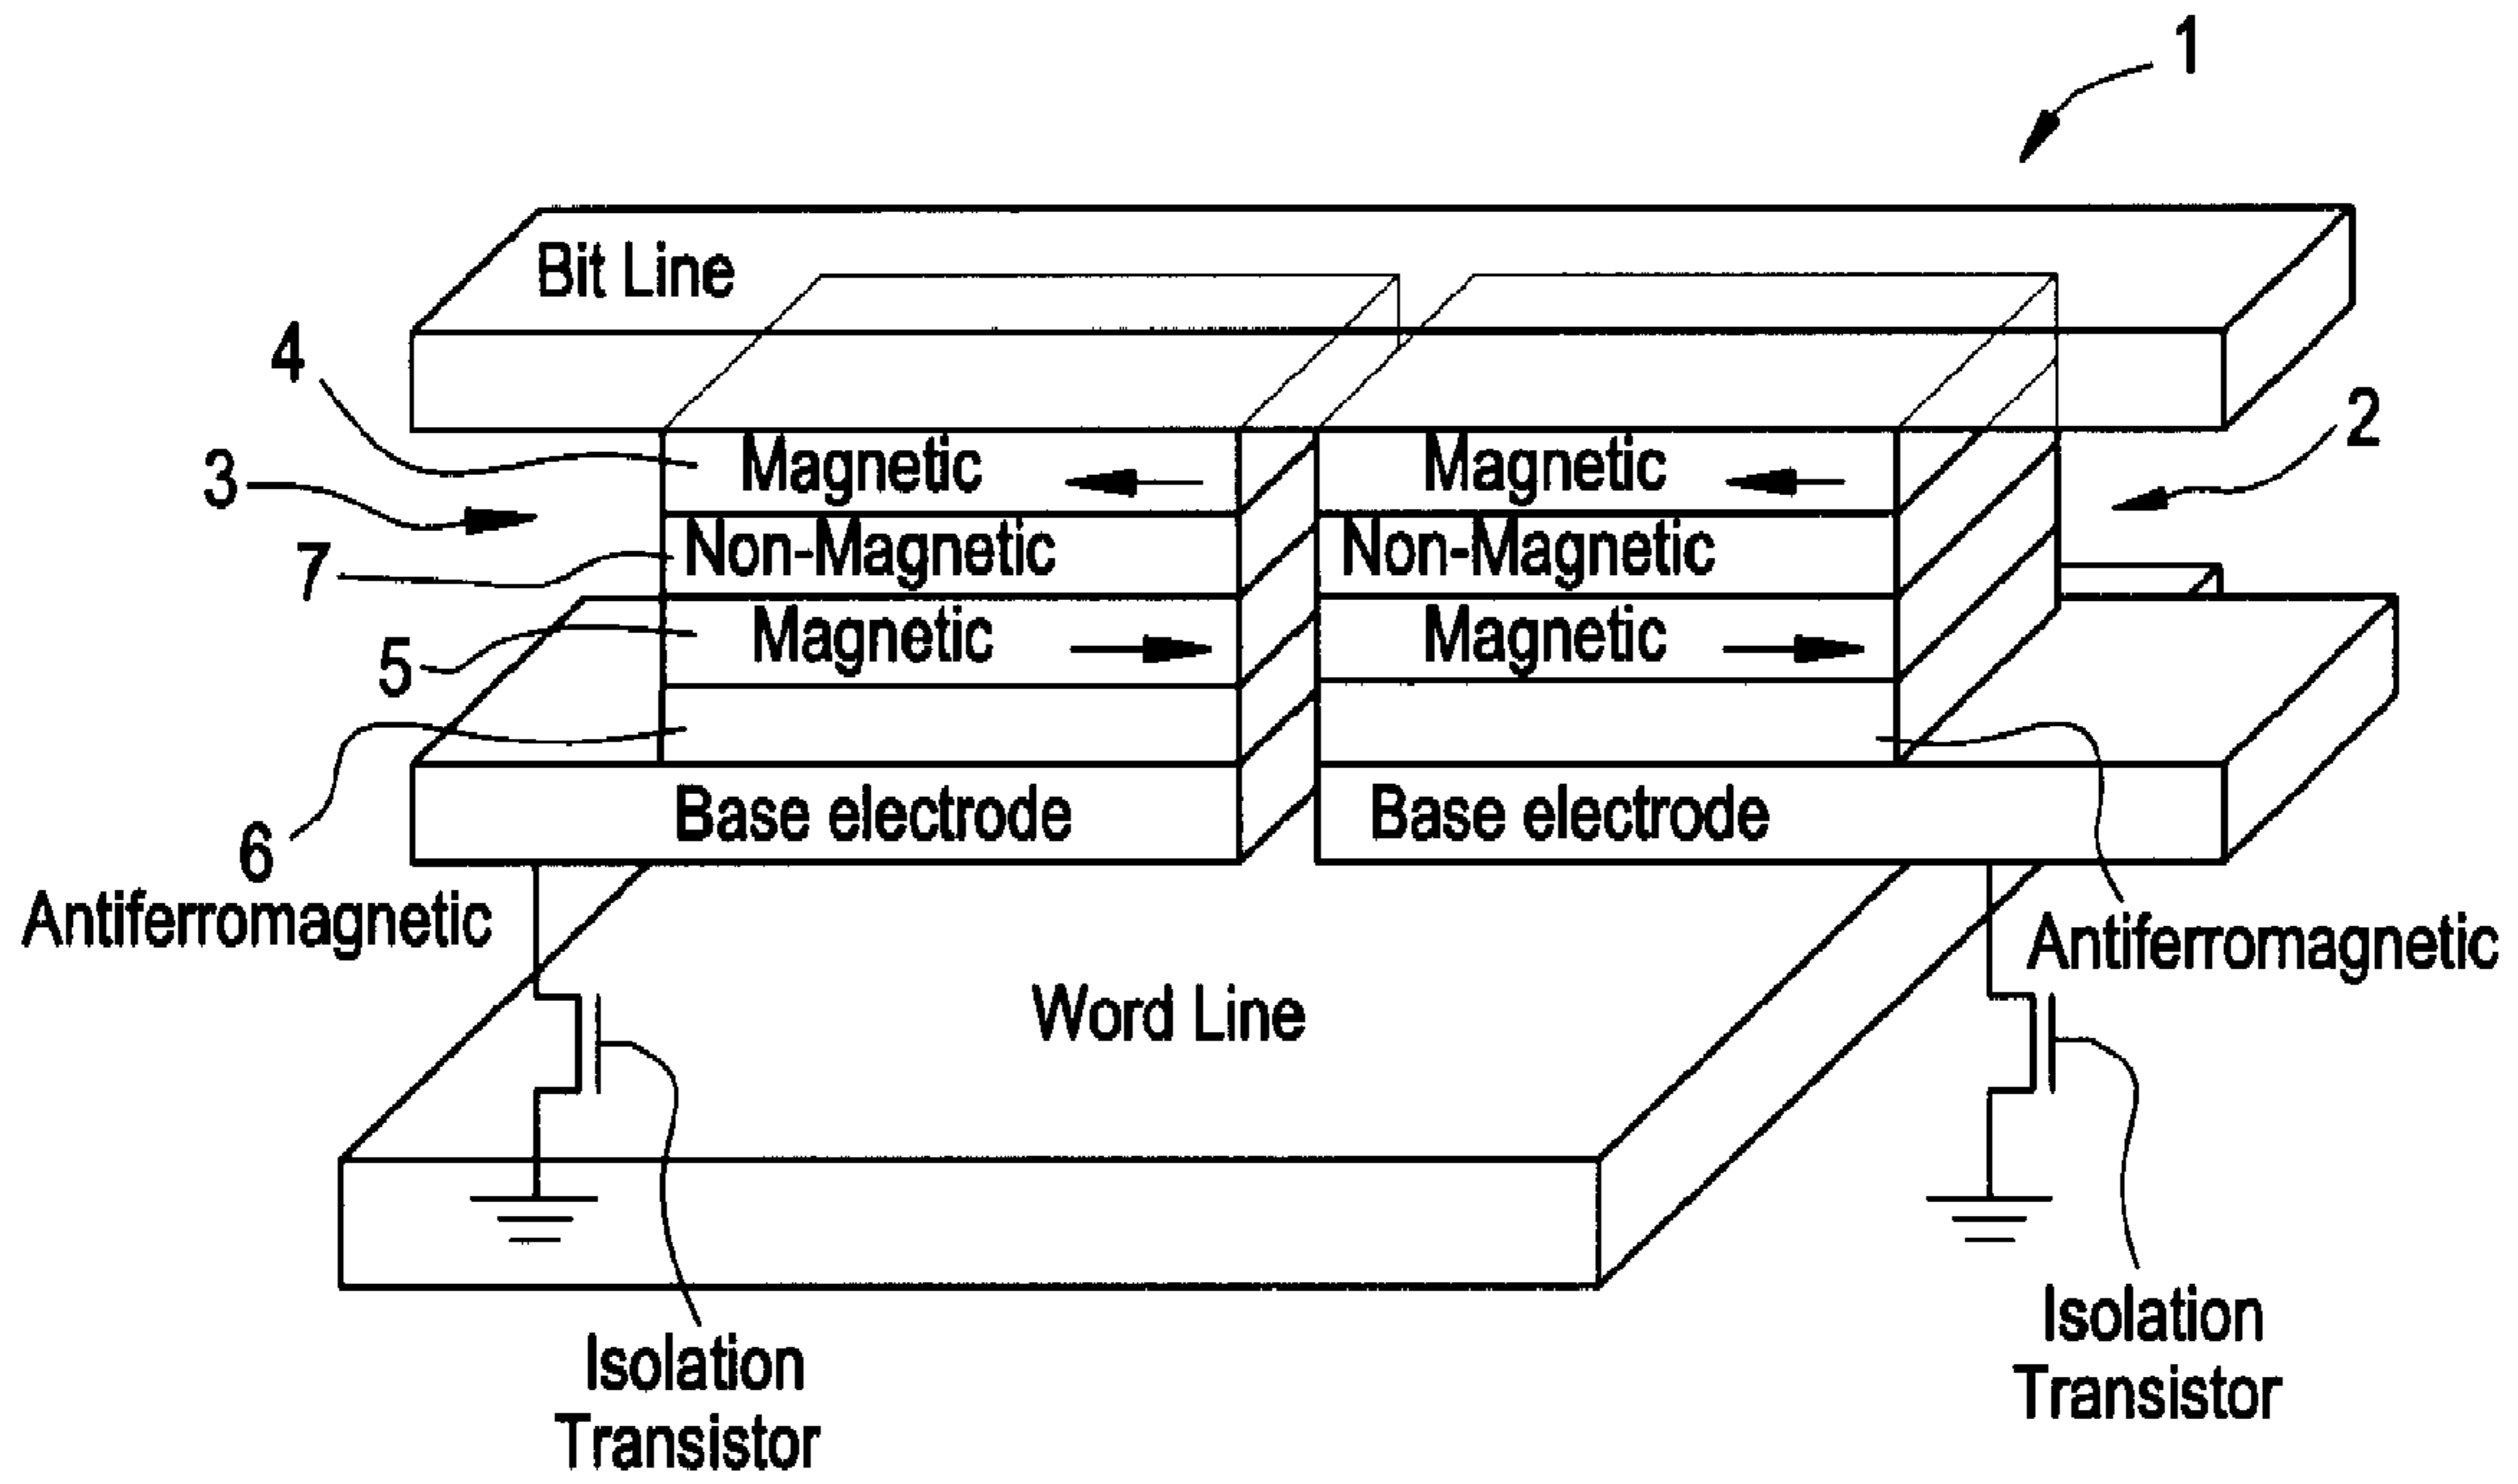 1
Bit Line
4
2
3
Magnetic
Magnetic
7
Non-Magnetic
Non-Magnetic
5
Magnetic
Magnetic
Base electrode
Base electrode
6
Antiferromagnetic
Antiferromagnetic
Word Line
Isolation
Transistor
Isolation
Transistor